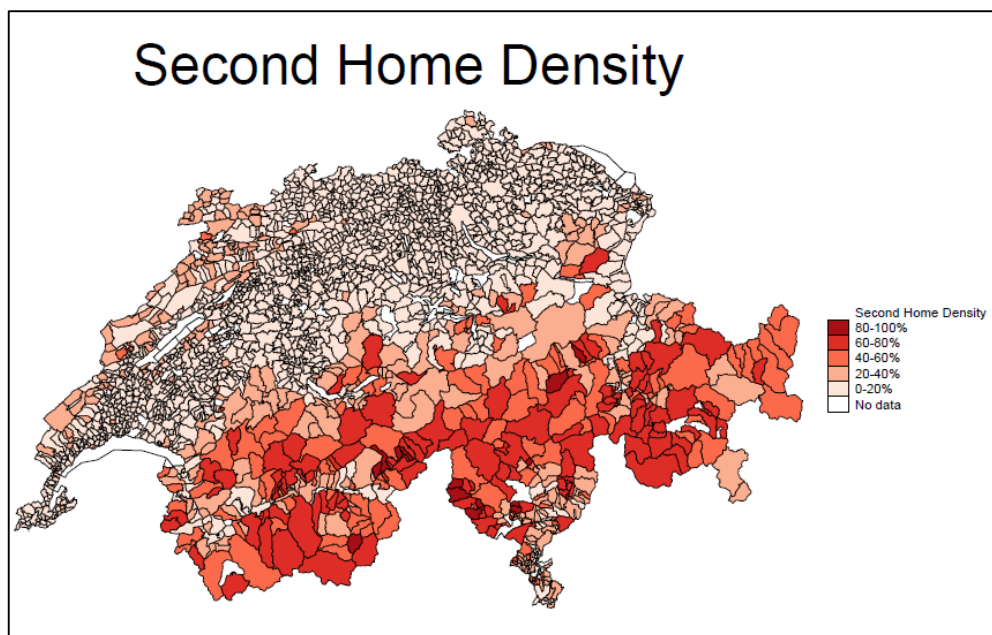 Second Home Density
Second Home Density
80-100%
60-80%
40-60%
20-40%
0-20%
No data